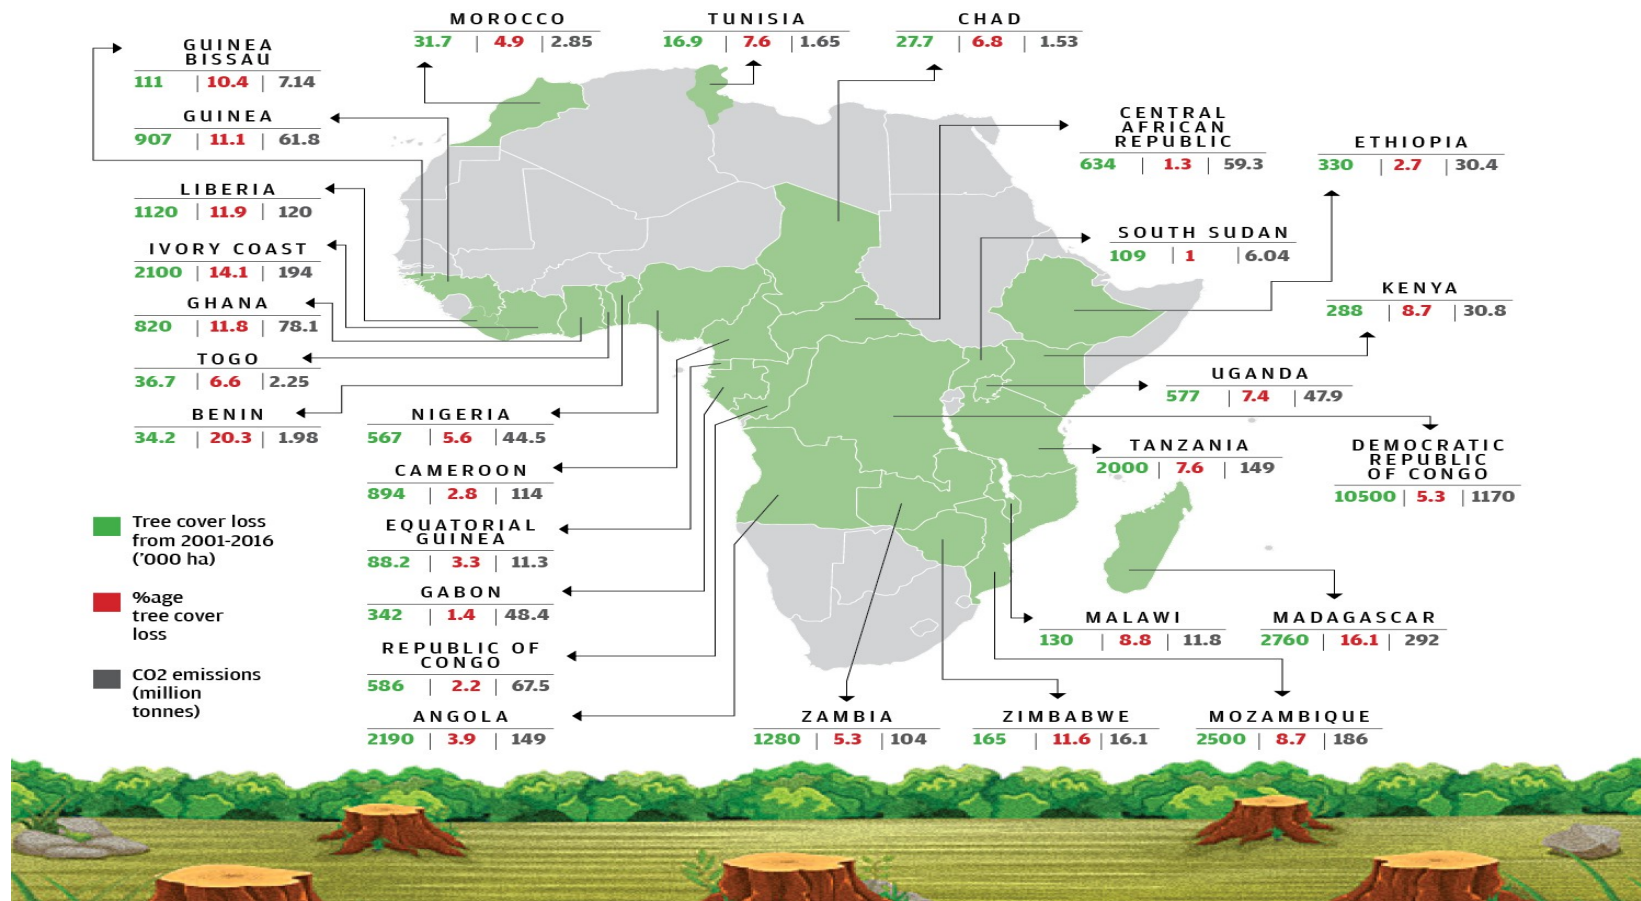 MOROCCO
31.7 | 4.9 | 2.85
TUNISIA
16.9 | 7.6 | 1.65
CHAD
27.7 | 6.8 | 1.53
GUINEA
BISSAU
111 | 10.4 | 7.14
GUINEA
907 | 11.1 | 61.8
LIBERIA
1120 | 11.9 | 120
IVORY COAST
2100 | 14.1 | 194
GHANA
820 | 11.8 | 78.1
TOGO
36.7 | 6.6 | 2.25
BENIN
34.2 | 20.3 | 1.98
NIGERIA
567 | 5.6 | 44.5
CAMEROON
894 | 2.8 | 114
EQUATORIAL
GUINEA
88.2 | 3.3 | 11.3
GABON
342 | 1.4 | 48.4
REPUBLIC OF
CONGO
586 | 2.2 | 67.5
ANGOLA
2190 | 3.9 | 149
CENTRAL
AFRICAN
REPUBLIC
634 | 1.3 | 59.3
ETHIOPIA
330 | 2.7 | 30.4
SOUTH SUDAN
109 | 1 | 6.04
KENYA
288 | 8.7 | 30.8
UGANDA
577 | 7.4 | 47.9
TANZANIA
2000 | 7.6 | 149
DEMOCRATIC
REPUBLIC
OF CONGO
10500 | 5.3 | 1170
MALAWI
130 | 8.8 | 11.8
MADAGASCAR
2760 | 16.1 | 292
ZAMBIA
1280 | 5.3 | 104
ZIMBABWE
165 | 11.6 | 16.1
MOZAMBIQUE
2500 | 8.7 | 186
Tree cover loss
from 2001-2016
('000 ha)
%age
tree cover
loss
CO2 emissions
(million
tonnes)